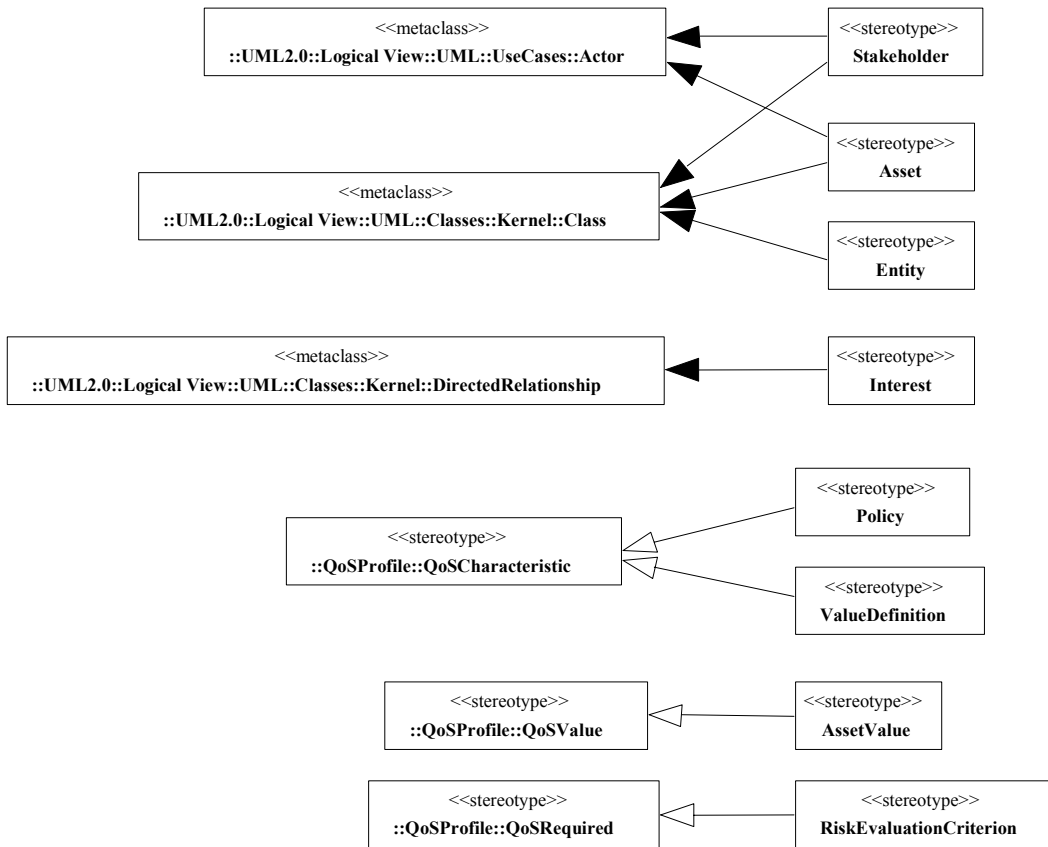 <<metaclass>>
::UML2.0::Logical View::UML::UseCases::Actor
<<stereotype>>
Stakeholder
<<stereotype>>
Asset
<<metaclass>>
::UML2.0::Logical View::UML::Classes::Kernel::Class
<<stereotype>>
Entity
<<metaclass>>
::UML2.0::Logical View::UML::Classes::Kernel::DirectedRelationship
<<stereotype>>
Interest
<<stereotype>>
Policy
<<stereotype>>
::QoSProfile::QoSCharacteristic
<<stereotype>>
ValueDefinition
<<stereotype>>
::QoSProfile::QoSValue
<<stereotype>>
AssetValue
<<stereotype>>
::QoSProfile::QoSRequired
<<stereotype>>
RiskEvaluationCriterion